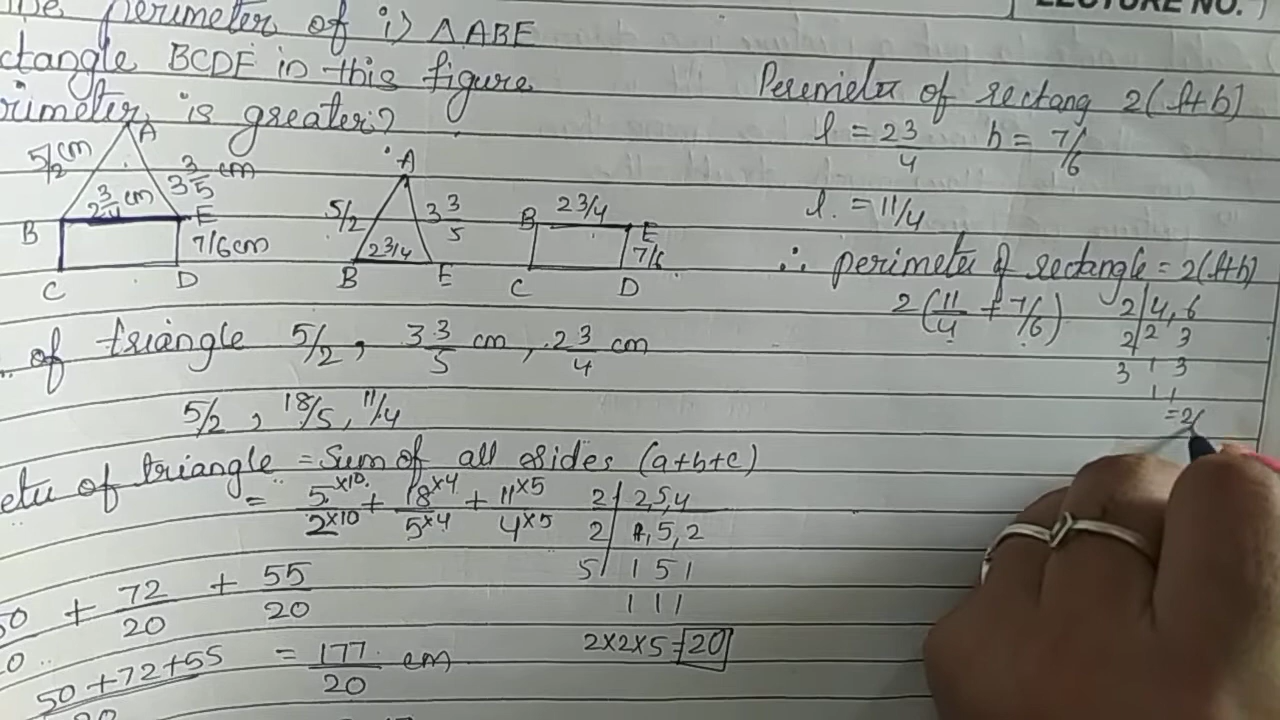 perimeter of i) △ABE
ctangle BCDE in this figure
rimeter is greater?
A
5/2 cm
3 3/5 cm
2 3/4 cm
B
E
7/6 cm
C
D
A
5/2
3 3/5
2 3/4
B
E
B
2 3/4
E
7/6
C
D
of triangle 5/2, 3 3/5 cm, 2 3/4 cm
5/2, 18/5, 11/4
etu of triangle = Sum of all sides (a+b+c)
= 5×10/2×10 + 18×4/5×4 + 11×5/4×5
2 | 2,5,4
2 | 1,5,2
5 | 1 5 1
1 1 1
2×2×5=20
50 + 72/20 + 55/20
50+72+55 = 177/20 cm
LECTURE NO.
Peremieter of rectang 2(l+b)
l = 2 3/4 b = 7/6
l. = 11/4
∴ perimeter of rectangle = 2(l+b)
2(11/4 + 7/6)
2 | 4, 6
2 | 2 3
3 1 3
1 1
=2(